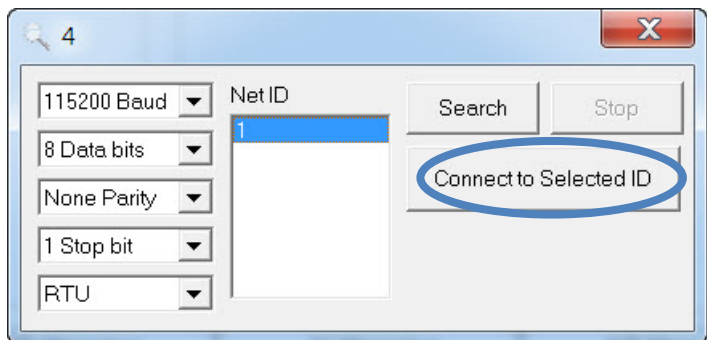 4
115200 Baud
8 Data bits
None Parity
1 Stop bit
RTU
Net ID
1
Search
Stop
Connect to Selected ID